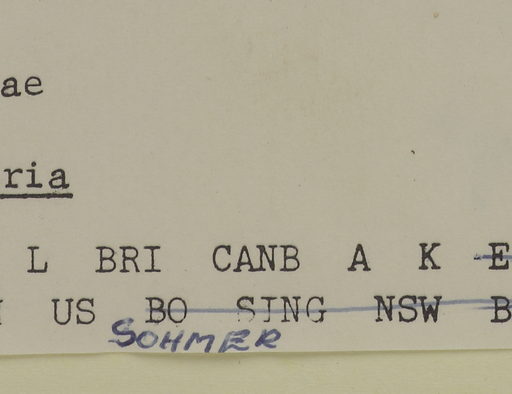 ae
ria
L BRI CANB A K E
US BO SING NSW B
SOHMER